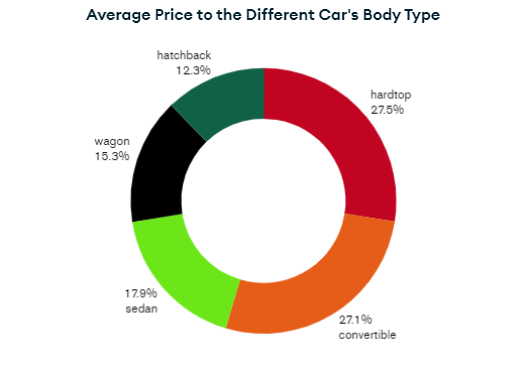 Average Price to the Different Car's Body Type
hatchback
12.3%
hardtop
27.5%
wagon
15.3%
17.9%
sedan
27.1%
convertible